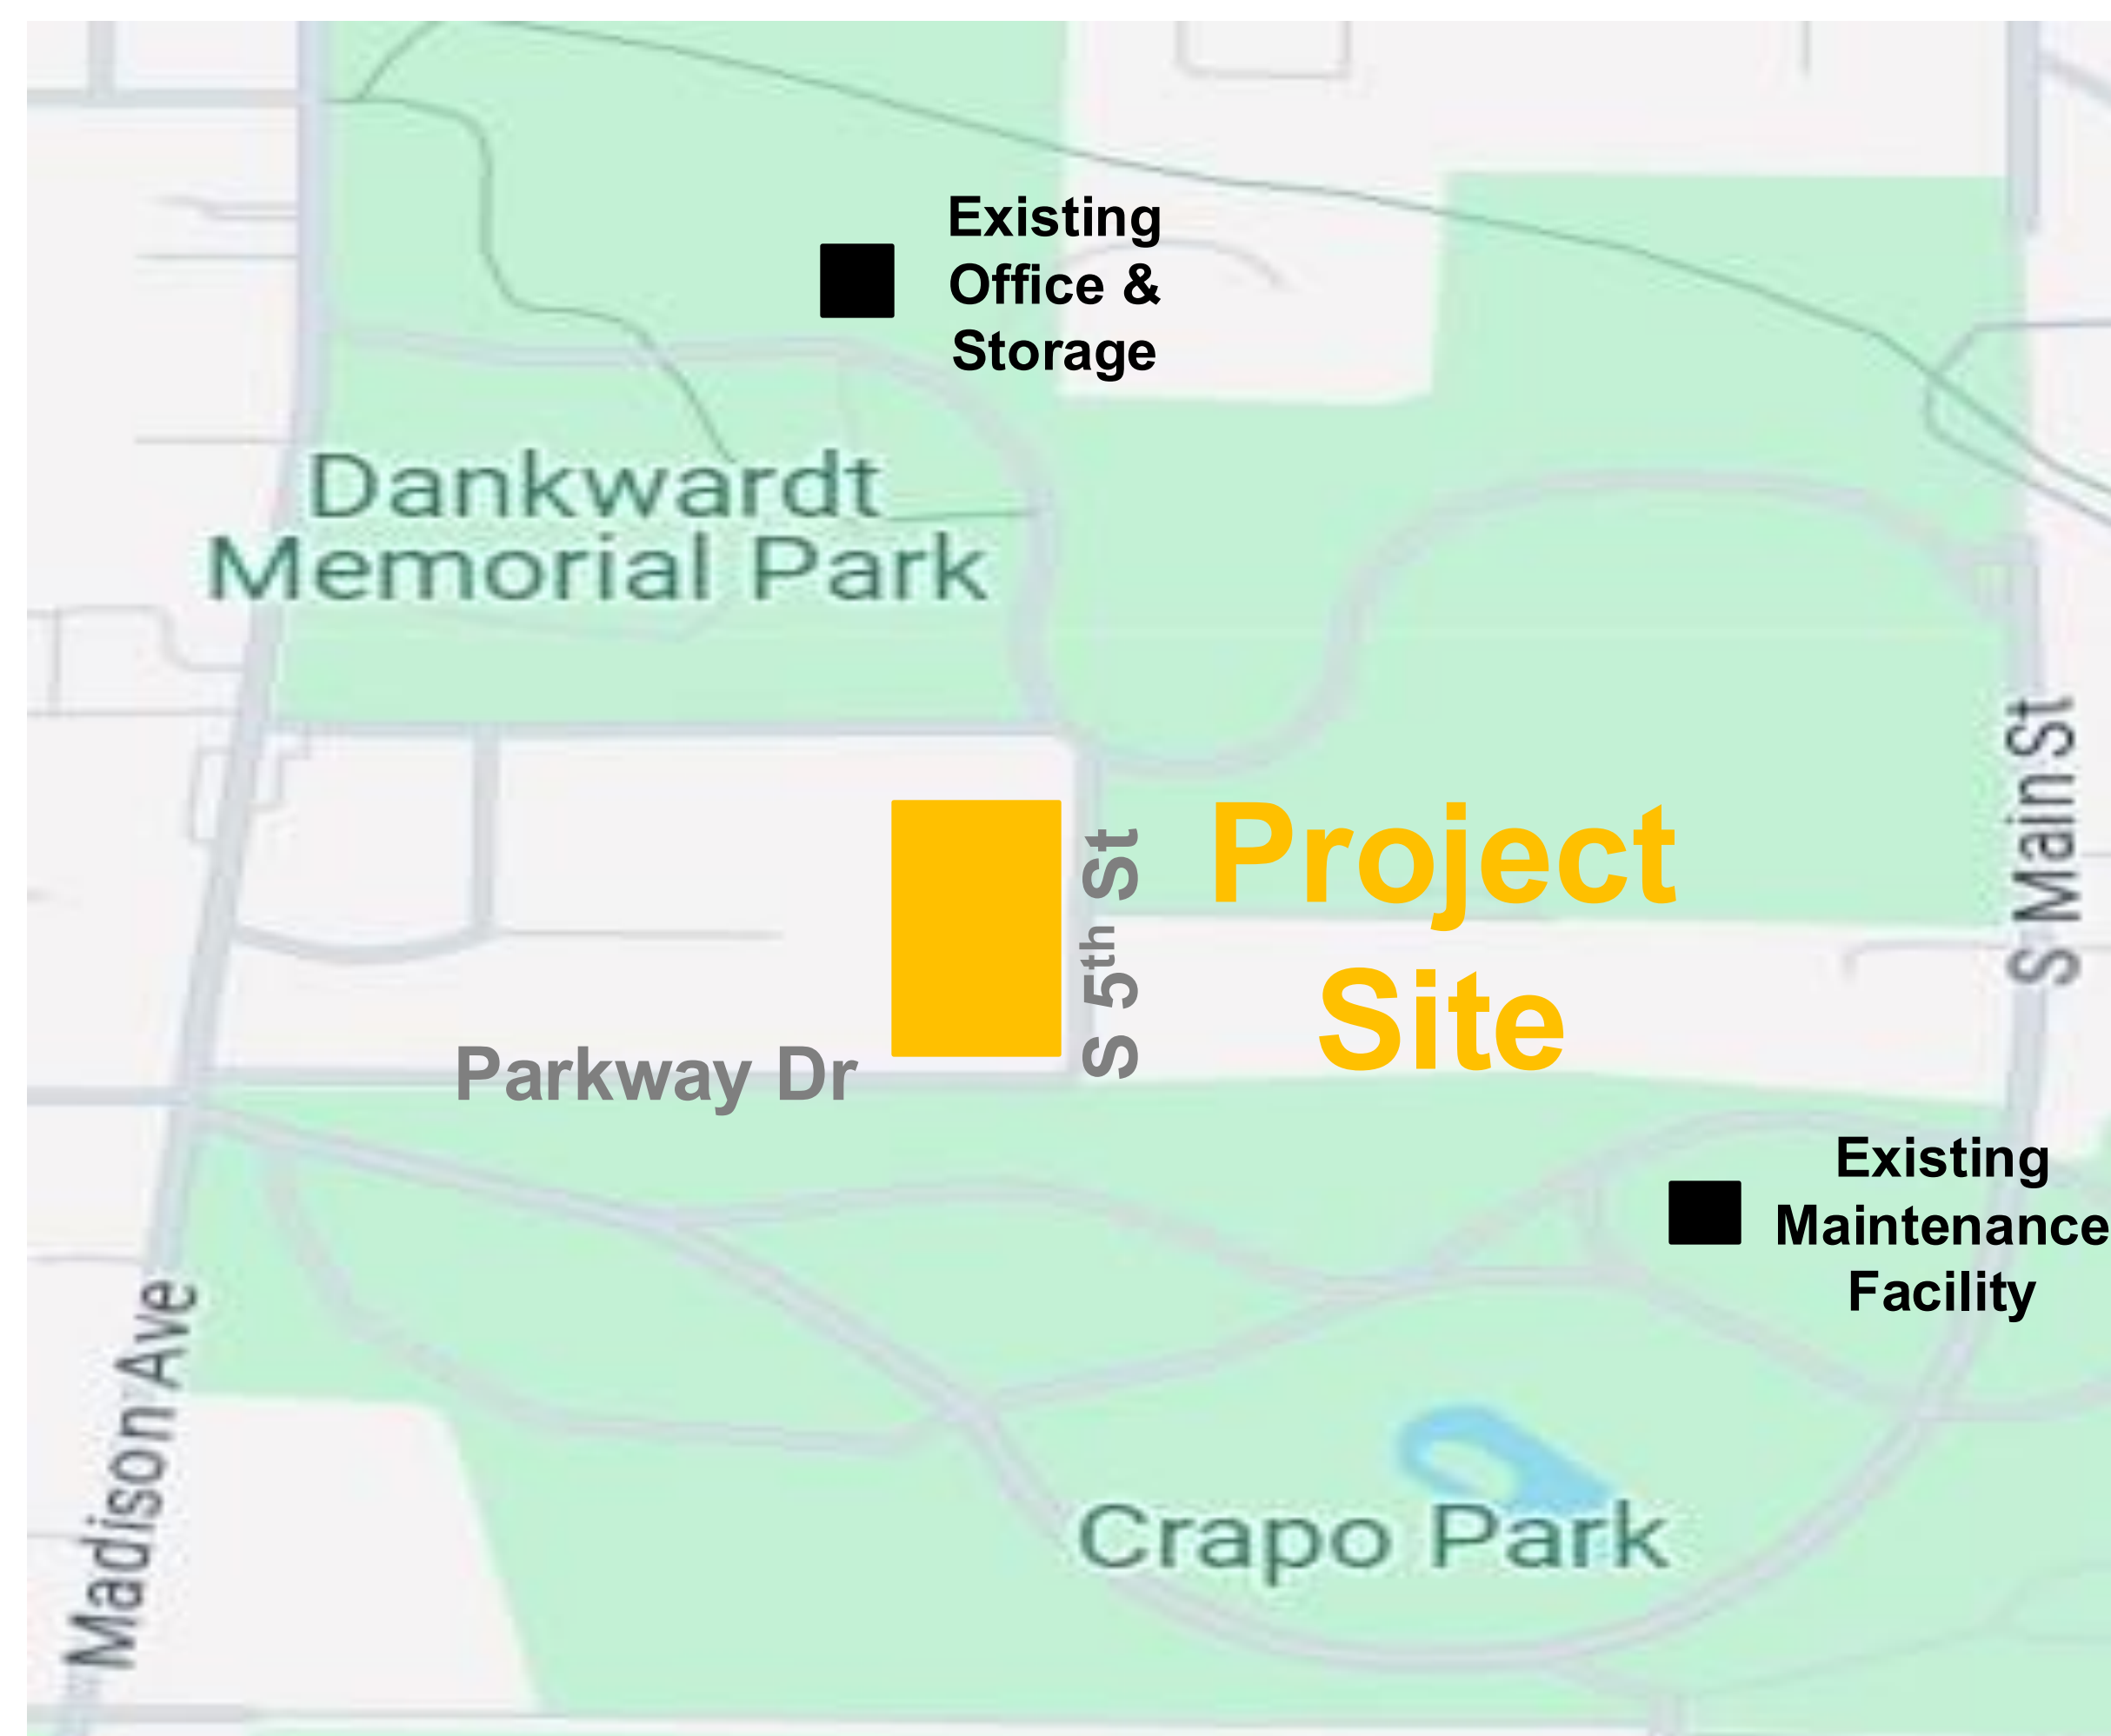 Existing
Office &
Storage
Dankwardt
Memorial Park
S Main St
Project
Site
S 5th St
Parkway Dr
Existing
Maintenance
Facility
Madison Ave
Crapo Park